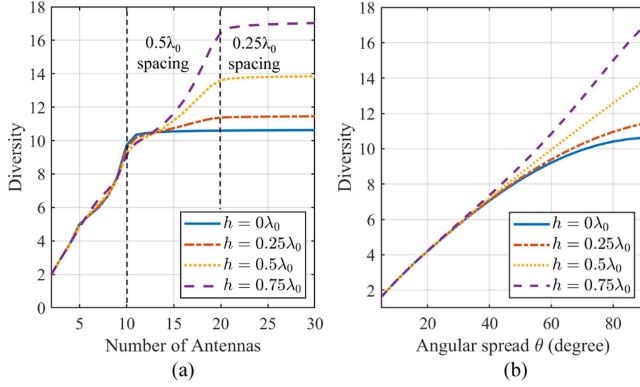 18
16
14
12
10
8
6
4
2
0
Diversity
0.5λ₀
spacing
0.25λ₀
spacing
h = 0λ₀
h = 0.25λ₀
h = 0.5λ₀
h = 0.75λ₀
5
10
15
20
25
30
Number of Antennas
(a)
16
14
12
10
8
6
4
2
Diversity
h = 0λ₀
h = 0.25λ₀
h = 0.5λ₀
h = 0.75λ₀
20
40
60
80
Angular spread θ (degree)
(b)